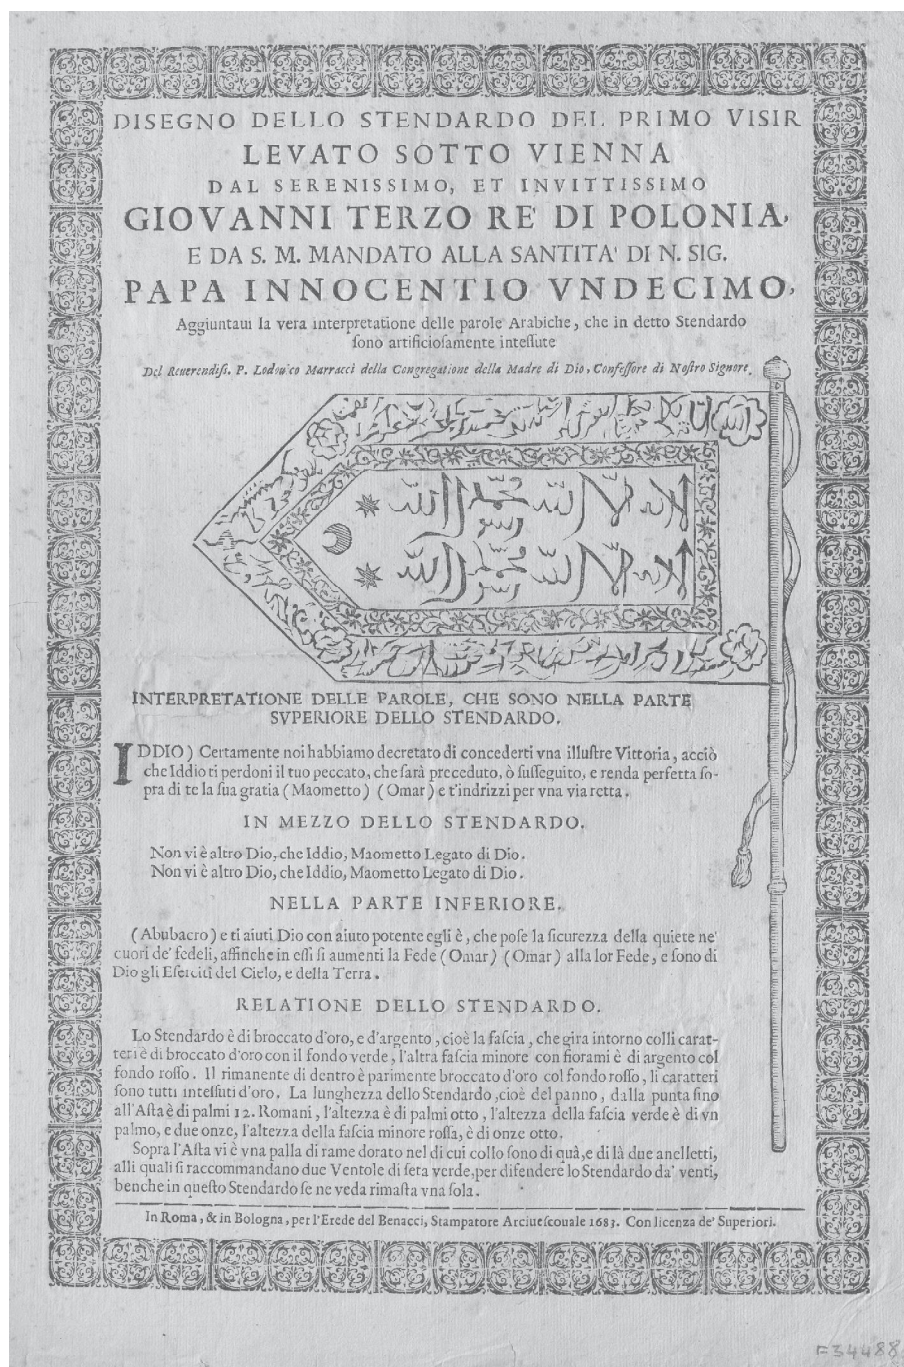 DISEGNO DELLO STENDARDO DEL PRIMO VISIR
LEVATO SOTTO VIENNA
DAL SERENISSIMO, ET INVITTISSIMO
GIOVANNI TERZO RE' DI POLONIA,
E DA S. M. MANDATO ALLA SANTITA' DI N. SIG.
PAPA INNOCENTIO VNDECIMO,
Aggiuntaui la vera interpretatione delle parole Arabiche, che in detto Stendardo
ſono artificioſamente inteſſute
Del Reuerendiſſ. P. Lodouico Marracci della Congregatione della Madre di Dio, Confeſſore di Noſtro Signore.
INTERPRETATIONE DELLE PAROLE, CHE SONO NELLA PARTE
SVPERIORE DELLO STENDARDO.
IDDIO) Certamente noi habbiamo decretato di concederti vna illuſtre Vittoria, acciò
che Iddio ti perdoni il tuo peccato, che ſarà preceduto, ò ſuſſeguito, e renda perfetta ſo-
pra di te la ſua gratia (Maometto) (Omar) e t'indrizzi per vna via retta.
IN MEZZO DELLO STENDARDO.
Non vi è altro Dio, che Iddio, Maometto Legato di Dio.
Non vi è altro Dio, che Iddio, Maometto Legato di Dio.
NELLA PARTE INFERIORE.
(Abubacro) e ti aiuti Dio con aiuto potente egli è, che poſe la ſicurezza della quiete ne'
cuori de' fedeli, affinche in eſſi ſi aumenti la Fede (Omar) (Omar) alla lor Fede, e ſono di
Dio gli Eſerciti del Cielo, e della Terra.
RELATIONE DELLO STENDARDO.
Lo Stendardo è di broccato d'oro, e d'argento, cioè la faſcia, che gira intorno colli carat-
teri è di broccato d'oro con il fondo verde, l'altra faſcia minore con fiorami è di argento col
fondo roſſo. Il rimanente di dentro è parimente broccato d'oro col fondo roſſo, li caratteri
ſono tutti inteſſuti d'oro. La lunghezza dello Stendardo, cioè del panno, dalla punta ſino
all'Aſta è di palmi 12. Romani, l'altezza è di palmi otto, l'altezza della faſcia verde è di vn
palmo, e due onze, l'altezza della faſcia minore roſſa, è di onze otto.
Sopra l'Aſta vi è vna palla di rame dorato nel di cui collo ſono di quà, e di là due anelletti,
alli quali ſi raccommandano due Ventole di ſeta verde, per difendere lo Stendardo da' venti,
benche in queſto Stendardo ſe ne veda rimaſta vna ſola.
In Roma, & in Bologna, per l'Erede del Benacci, Stampatore Arciueſcouale 1683. Con licenza de' Superiori.
F34488